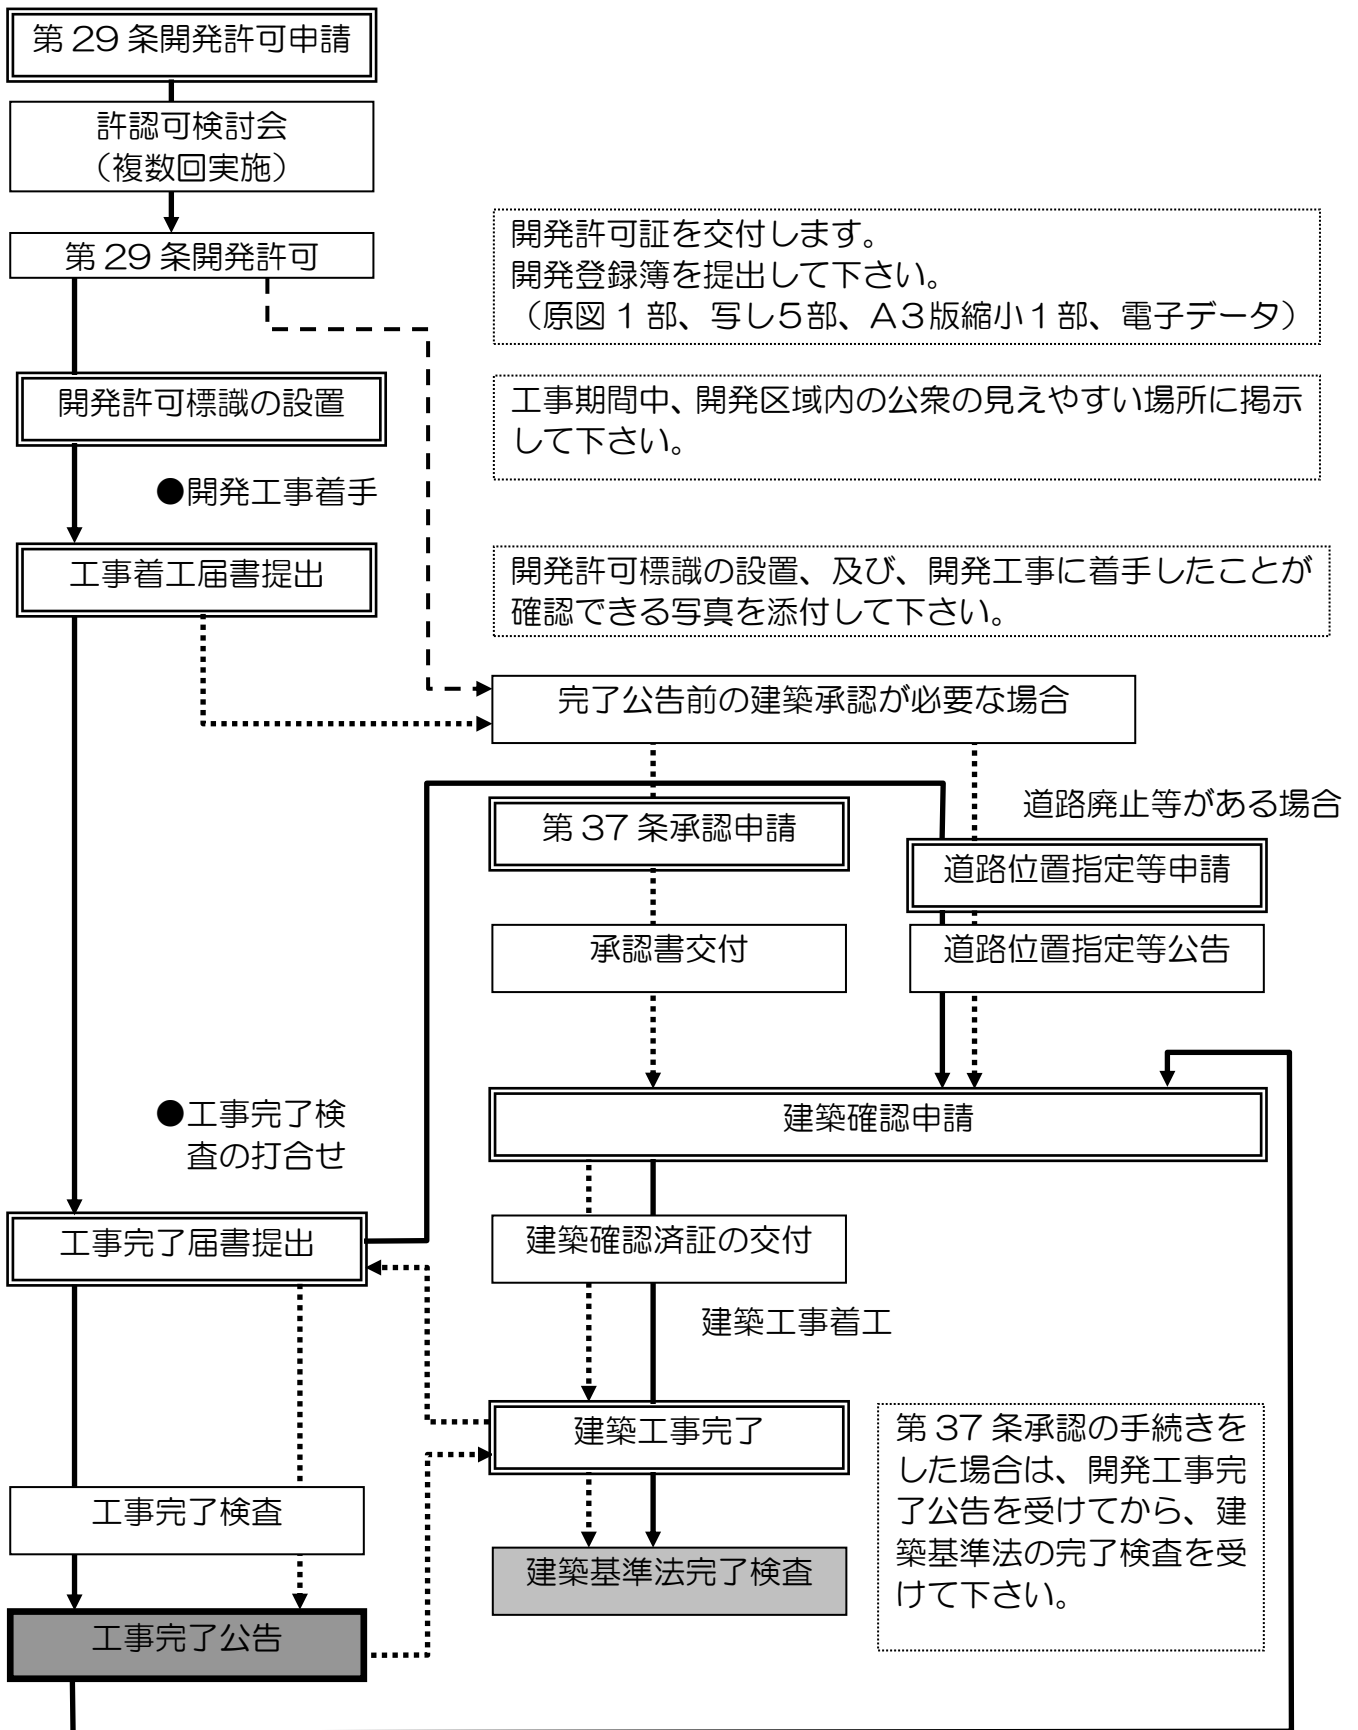 第29条開発許可申請
許認可検討会
（複数回実施）
第29条開発許可
開発許可証を交付します。
開発登録簿を提出して下さい。
（原図1部、写し５部、Ａ３版縮小１部、電子データ）
開発許可標識の設置
工事期間中、開発区域内の公衆の見えやすい場所に掲示
して下さい。
●開発工事着手
工事着工届書提出
開発許可標識の設置、及び、開発工事に着手したことが
確認できる写真を添付して下さい。
完了公告前の建築承認が必要な場合
道路廃止等がある場合
第37条承認申請
道路位置指定等申請
承認書交付
道路位置指定等公告
●工事完了検
査の打合せ
建築確認申請
工事完了届書提出
建築確認済証の交付
建築工事着工
建築工事完了
第37条承認の手続きを
した場合は、開発工事完
了公告を受けてから、建
築基準法の完了検査を受
けて下さい。
工事完了検査
建築基準法完了検査
工事完了公告